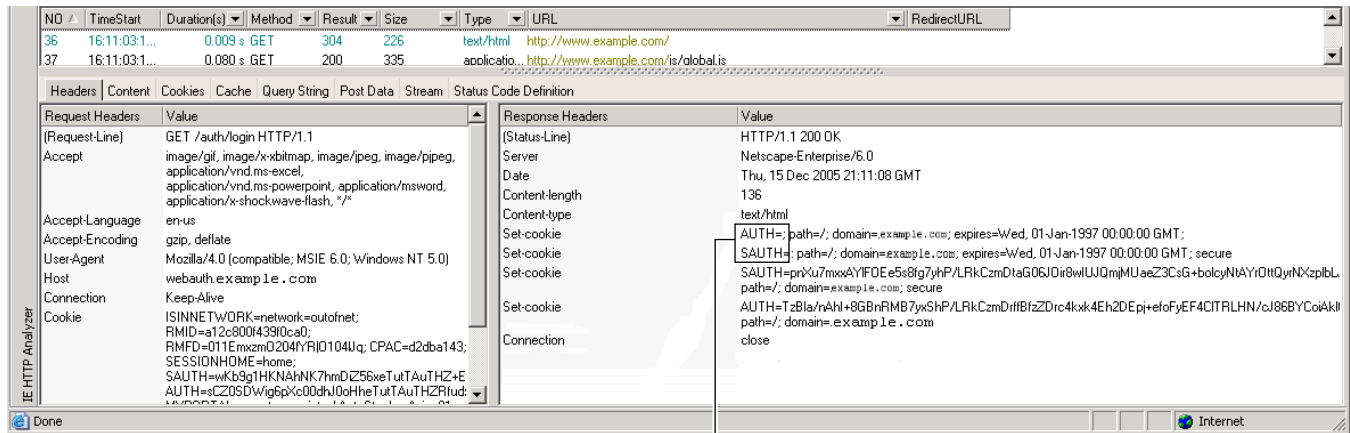 NO TimeStart Duration(s) Method Result Size Type URL RedirectURL
36 16:11:03:1... 0.009 s GET 304 226 text/html http://www.example.com/
37 16:11:03:1... 0.080 s GET 200 335 applicatio... http://www.example.com/js/global.js
Headers Content Cookies Cache Query String Post Data Stream Status Code Definition
Request Headers Value
(Request-Line) GET /auth/login HTTP/1.1
Accept image/gif, image/x-xbitmap, image/jpeg, image/pjpeg,
application/vnd.ms-excel,
application/vnd.ms-powerpoint, application/msword,
application/x-shockwave-flash, */*
Accept-Language en-us
Accept-Encoding gzip, deflate
User-Agent Mozilla/4.0 (compatible; MSIE 6.0; Windows NT 5.0)
Host webauth.example.com
Connection Keep-Alive
Cookie ISINNETWORK=network=outofnet;
RMID=a12c800f439f0ca0;
CPAC=d2dba143;
SESSIONHOME=home;
Response Headers Value
(Status-Line) HTTP/1.1 200 OK
Server Netscape-Enterprise/6.0
Date Thu, 15 Dec 2005 21:11:08 GMT
Content-length 136
Content-type text/html
Set-cookie AUTH=; path=/; domain=.example.com; expires=Wed, 01-Jan-1997 00:00:00 GMT;
Set-cookie SAUTH=; path=/; domain=example.com; expires=Wed, 01-Jan-1997 00:00:00 GMT; secure
Set-cookie
path=/; domain=example.com; secure
Set-cookie
path=/; domain=.example.com
Connection close
IE HTTP Analyzer
Done Internet